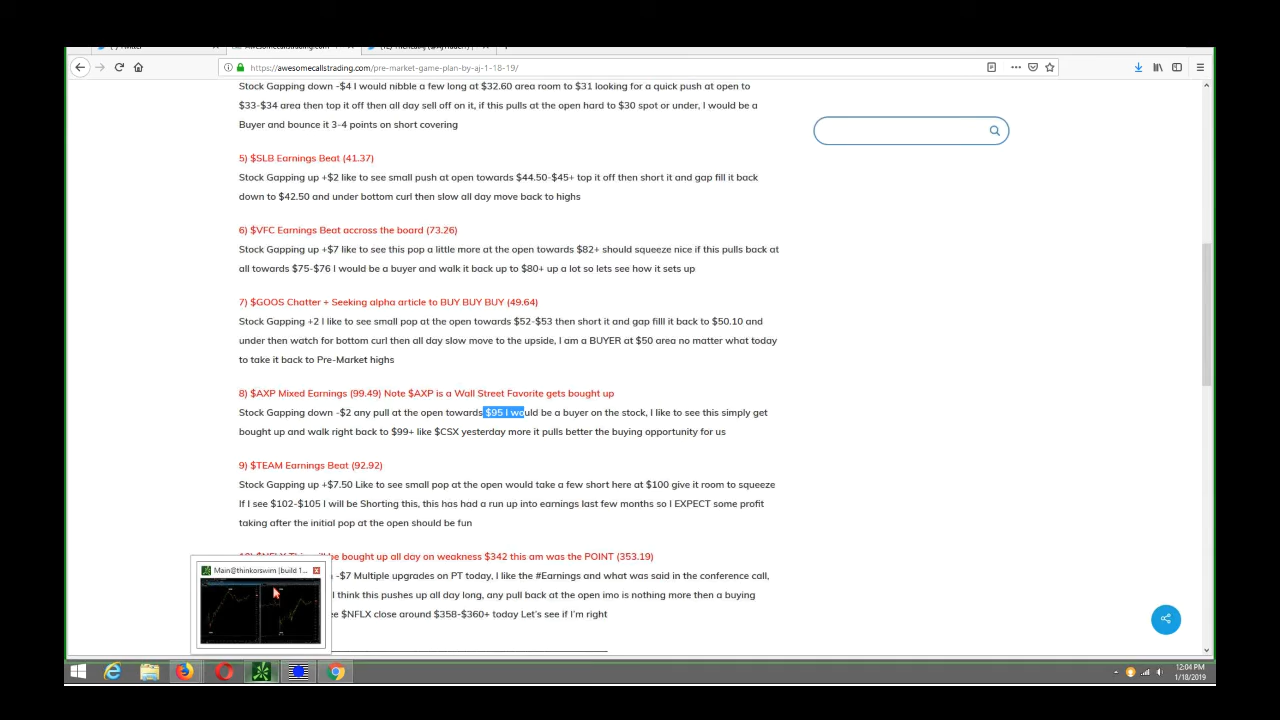 https://awesomecallstrading.com/pre-market-game-plan-by-aj-1-18-19/
Stock Gapping down -$4 I would nibble a few long at $32.60 area room to $31 looking for a quick push at open to
$33-$34 area then top it off then all day sell off on it, if this pulls at the open hard to $30 spot or under, I would be a
Buyer and bounce it 3-4 points on short covering
5) $SLB Earnings Beat (41.37)
Stock Gapping up +$2 like to see small push at open towards $44.50-$45+ top it off then short it and gap fill it back
down to $42.50 and under bottom curl then slow all day move back to highs
6) $VFC Earnings Beat accross the board (73.26)
Stock Gapping up +$7 like to see this pop a little more at the open towards $82+ should squeeze nice if this pulls back at
all towards $75-$76 I would be a buyer and walk it back up to $80+ up a lot so lets see how it sets up
7) $GOOS Chatter + Seeking alpha article to BUY BUY BUY (49.64)
Stock Gapping +2 I like to see small pop at the open towards $52-$53 then short it and gap filll it back to $50.10 and
under then watch for bottom curl then all day slow move to the upside, I am a BUYER at $50 area no matter what today
to take it back to Pre-Market highs
8) $AXP Mixed Earnings (99.49) Note $AXP is a Wall Street Favorite gets bought up
Stock Gapping down -$2 any pull at the open towards $95 I would be a buyer on the stock, I like to see this simply get
bought up and walk right back to $99+ like $CSX yesterday more it pulls better the buying opportunity for us
9) $TEAM Earnings Beat (92.92)
Stock Gapping up +$7.50 Like to see small pop at the open would take a few short here at $100 give it room to squeeze
If I see $102-$105 I will be Shorting this, this has had a run up into earnings last few months so I EXPECT some profit
taking after the initial pop at the open should be fun
be bought up all day on weakness $342 this am was the POINT (353.19)
-$7 Multiple upgrades on PT today, I like the #Earnings and what was said in the conference call,
I think this pushes up all day long, any pull back at the open imo is nothing more then a buying
$NFLX close around $358-$360+ today Let's see if I'm right
Main@thinkorswim [build 1...
12:04 PM
1/18/2019